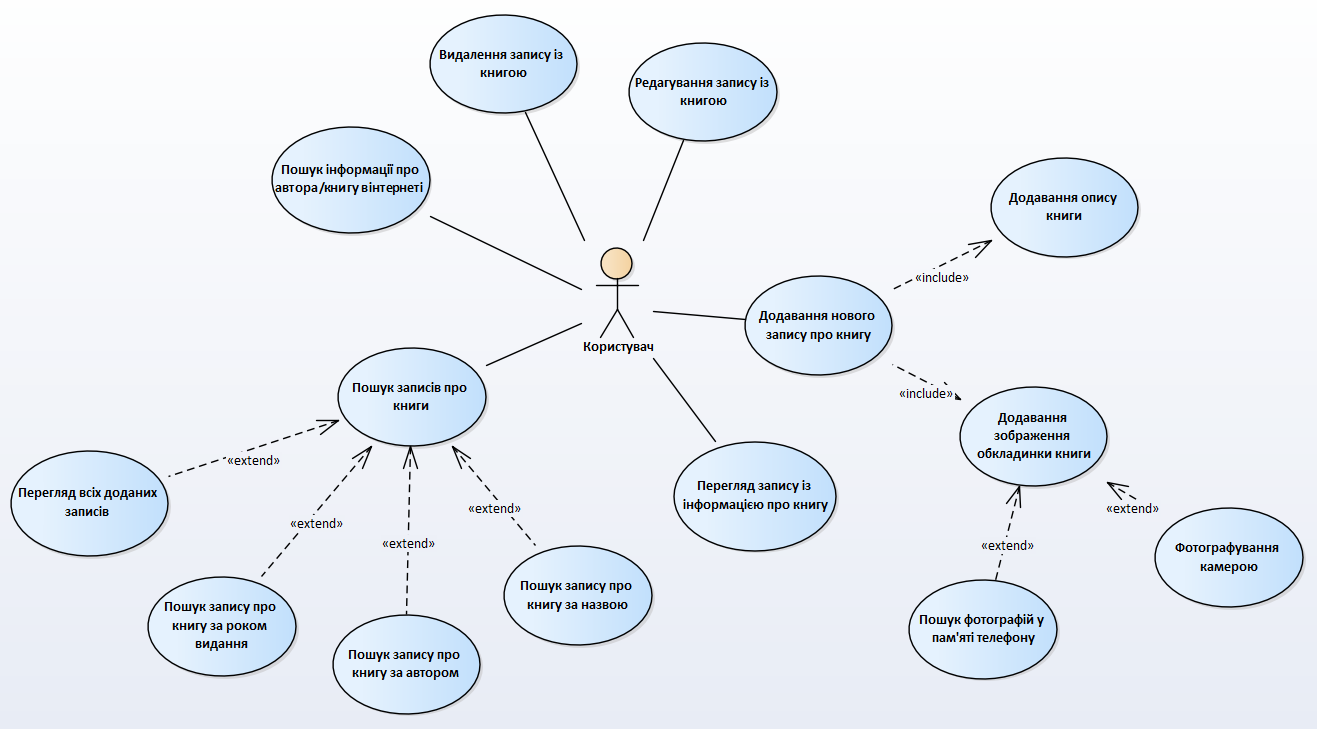 Видалення запису із
книгою
Редагування запису із
книгою
Пошук інформації про
автора/книгу вінтернеті
Додавання опису
книги
«include»
Додавання нового
запису про книгу
Користувач
«include»
Пошук записів про
книги
Додавання
зображення
обкладинки книги
«extend»
Перегляд всіх доданих
записів
Перегляд запису із
інформацією про книгу
«extend»
«extend»
«extend»
«extend»
«extend»
Фотографування
камерою
Пошук запису про
книгу за назвою
Пошук запису про
книгу за роком
видання
Пошук фотографій у
пам'яті телефону
Пошук запису про
книгу за автором